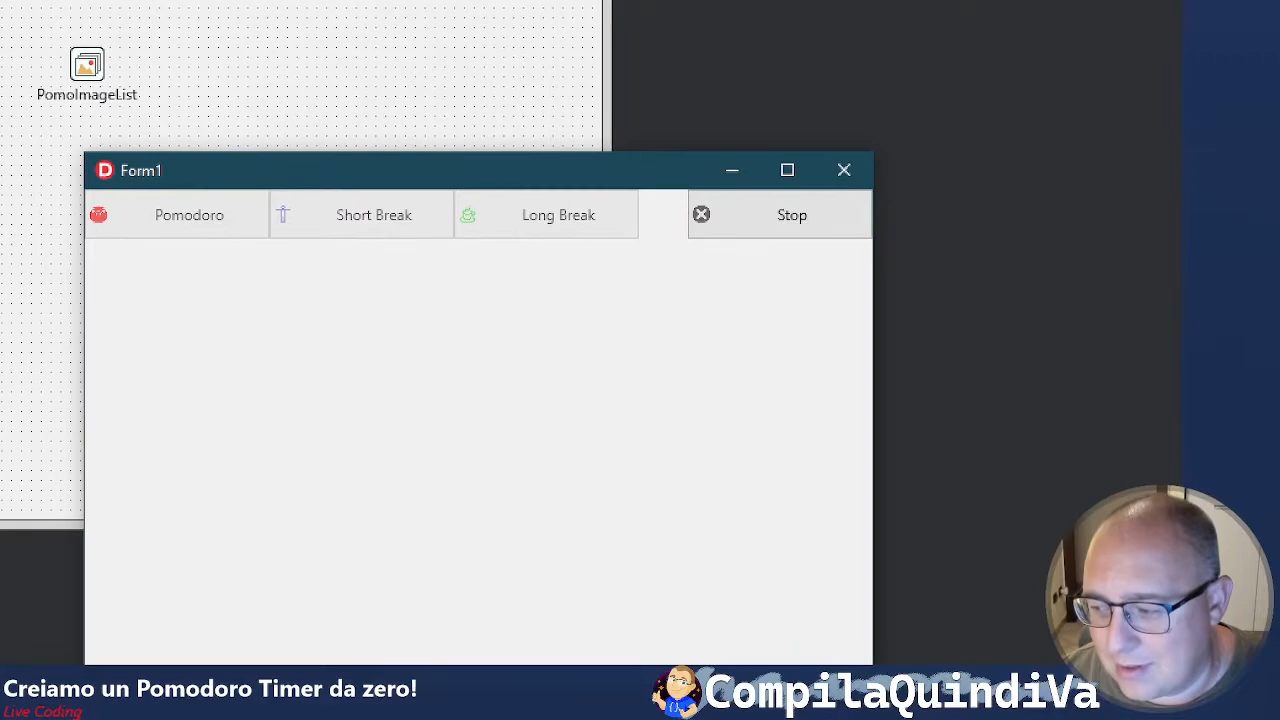 PomoImageList
Form1
Pomodoro
Short Break
Long Break
Stop
Creiamo un Pomodoro Timer da zero!
Live Coding
CompilaQuindiVa